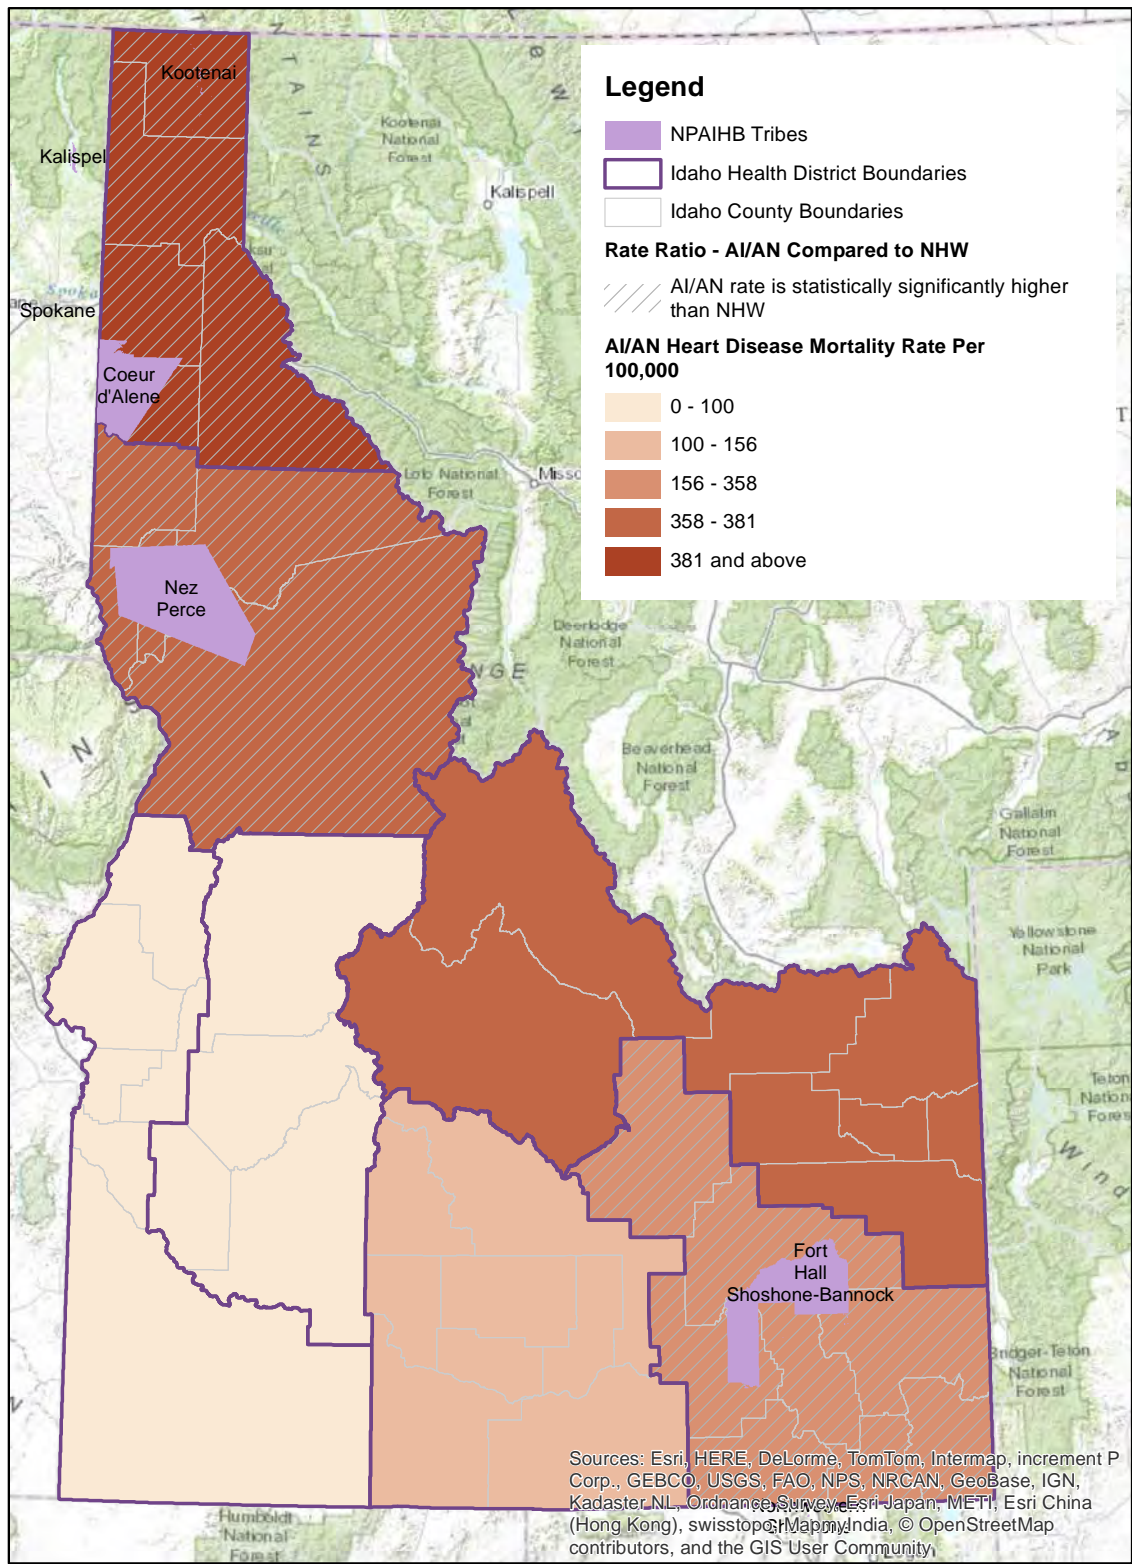 Legend
NPAIHB Tribes
Idaho Health District Boundaries
Idaho County Boundaries
Rate Ratio - AI/AN Compared to NHW
AI/AN rate is statistically significantly higher
than NHW
AI/AN Heart Disease Mortality Rate Per
100,000
0 - 100
100 - 156
156 - 358
358 - 381
381 and above
Kootenai
Kalispel
Spokane
Coeur
d'Alene
Nez
Perce
Fort
Hall
Shoshone-Bannock
Kootenai
National
Forest
Kalispell
Lolo National
Forest
Misso
Deerlodge
National
Forest
NGE
Beaverhead
National
Forest
Gallatin
National
Forest
Yellowstone
National
Park
Teton
Nation
Fores
Wind
Bridger-Teton
National
Forest
Humboldt
National
Forest
Sources: Esri, HERE, DeLorme, TomTom, Intermap, increment P
Corp., GEBCO, USGS, FAO, NPS, NRCAN, GeoBase, IGN,
Kadaster NL, Ordnance Survey, Esri Japan, METI, Esri China
(Hong Kong), swisstopo, MapmyIndia, © OpenStreetMap
contributors, and the GIS User Community